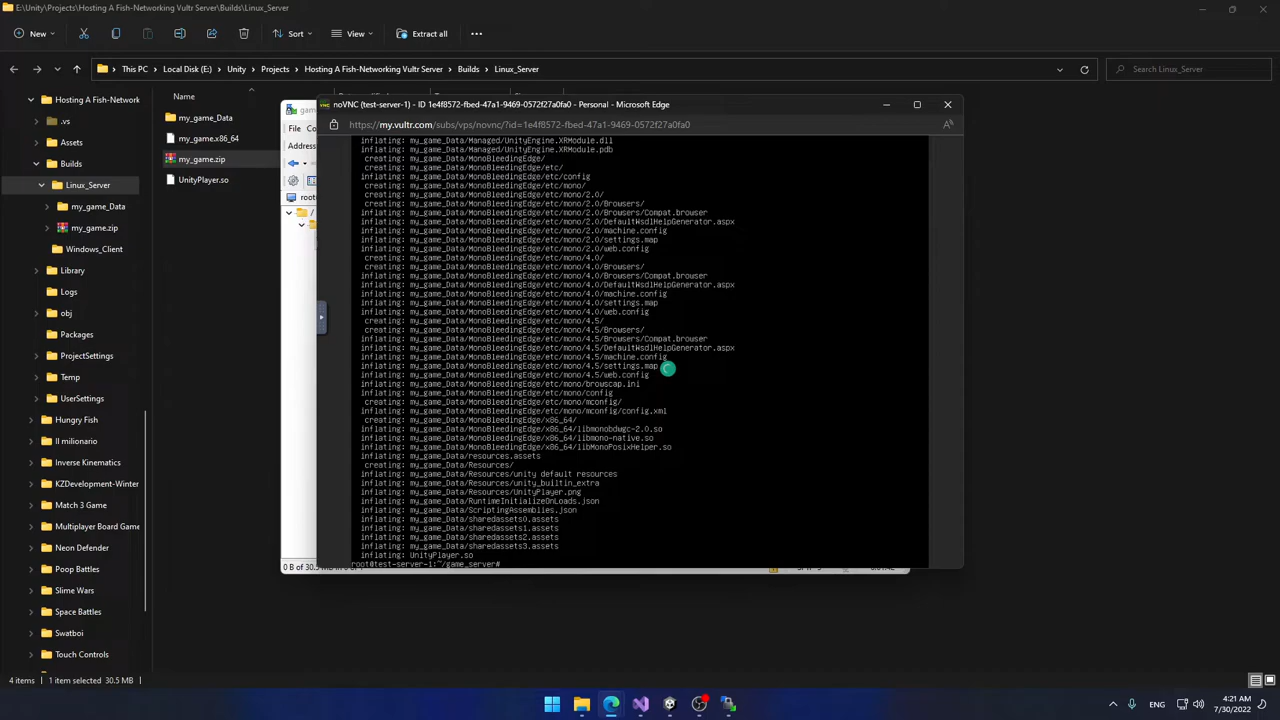 E:\Unity\Projects\Hosting A Fish-Networking Vultr Server\Builds\Linux_Server
New
Sort
View
Extract all
This PC
Local Disk (E:)
Unity
Projects
Hosting A Fish-Networking Vultr Server
Builds
Linux_Server
Search Linux_Server
Hosting A Fish-Network
.vs
Assets
Builds
Linux_Server
my_game_Data
my_game.zip
Windows_Client
Library
Logs
obj
Packages
ProjectSettings
Temp
UserSettings
Hungry Fish
Il milionario
Inverse Kinematics
KZDevelopment-Winter
Match 3 Game
Multiplayer Board Game
Neon Defender
Poop Battles
Slime Wars
Space Battles
Swatboi
Touch Controls
Name
my_game_Data
my_game.x86_64
my_game.zip
UnityPlayer.so
gam
File Co
Address
root
/
noVNC (test-server-1) - ID 1e4f8572-fbed-47a1-9469-0572f27a0fa0 - Personal - Microsoft Edge
https://my.vultr.com/subs/vps/novnc/?id=1e4f8572-fbed-47a1-9469-0572f27a0fa0
inflating: my_game_Data/Managed/UnityEngine.XRModule.dll
inflating: my_game_Data/Managed/UnityEngine.XRModule.pdb
creating: my_game_Data/MonoBleedingEdge/
creating: my_game_Data/MonoBleedingEdge/etc/
inflating: my_game_Data/MonoBleedingEdge/etc/config
creating: my_game_Data/MonoBleedingEdge/etc/mono/
creating: my_game_Data/MonoBleedingEdge/etc/mono/2.0/
creating: my_game_Data/MonoBleedingEdge/etc/mono/2.0/Browsers/
inflating: my_game_Data/MonoBleedingEdge/etc/mono/2.0/Browsers/Compat.browser
inflating: my_game_Data/MonoBleedingEdge/etc/mono/2.0/DefaultWsdlHelpGenerator.aspx
inflating: my_game_Data/MonoBleedingEdge/etc/mono/2.0/machine.config
inflating: my_game_Data/MonoBleedingEdge/etc/mono/2.0/settings.map
inflating: my_game_Data/MonoBleedingEdge/etc/mono/2.0/web.config
creating: my_game_Data/MonoBleedingEdge/etc/mono/4.0/
creating: my_game_Data/MonoBleedingEdge/etc/mono/4.0/Browsers/
inflating: my_game_Data/MonoBleedingEdge/etc/mono/4.0/Browsers/Compat.browser
inflating: my_game_Data/MonoBleedingEdge/etc/mono/4.0/DefaultWsdlHelpGenerator.aspx
inflating: my_game_Data/MonoBleedingEdge/etc/mono/4.0/machine.config
inflating: my_game_Data/MonoBleedingEdge/etc/mono/4.0/settings.map
inflating: my_game_Data/MonoBleedingEdge/etc/mono/4.0/web.config
creating: my_game_Data/MonoBleedingEdge/etc/mono/4.5/
creating: my_game_Data/MonoBleedingEdge/etc/mono/4.5/Browsers/
inflating: my_game_Data/MonoBleedingEdge/etc/mono/4.5/Browsers/Compat.browser
inflating: my_game_Data/MonoBleedingEdge/etc/mono/4.5/DefaultWsdlHelpGenerator.aspx
inflating: my_game_Data/MonoBleedingEdge/etc/mono/4.5/machine.config
inflating: my_game_Data/MonoBleedingEdge/etc/mono/4.5/settings.map
inflating: my_game_Data/MonoBleedingEdge/etc/mono/4.5/web.config
inflating: my_game_Data/MonoBleedingEdge/etc/mono/browscap.ini
inflating: my_game_Data/MonoBleedingEdge/etc/mono/config
creating: my_game_Data/MonoBleedingEdge/etc/mono/mconfig/
inflating: my_game_Data/MonoBleedingEdge/etc/mono/mconfig/config.xml
creating: my_game_Data/MonoBleedingEdge/x86_64/
inflating: my_game_Data/MonoBleedingEdge/x86_64/libmonobdwgc-2.0.so
inflating: my_game_Data/MonoBleedingEdge/x86_64/libmono-native.so
inflating: my_game_Data/MonoBleedingEdge/x86_64/libMonoPosixHelper.so
inflating: my_game_Data/resources.assets
creating: my_game_Data/Resources/
inflating: my_game_Data/Resources/unity default resources
inflating: my_game_Data/Resources/unity_builtin_extra
inflating: my_game_Data/Resources/UnityPlayer.png
inflating: my_game_Data/RuntimeInitializeOnLoads.json
inflating: my_game_Data/ScriptingAssemblies.json
inflating: my_game_Data/sharedassets0.assets
inflating: my_game_Data/sharedassets1.assets
inflating: my_game_Data/sharedassets2.assets
inflating: my_game_Data/sharedassets3.assets
inflating: UnityPlayer.so
root@test-server-1:~/game_server#
4 items
1 item selected 30.5 MB
ENG
4:21 AM
7/30/2022